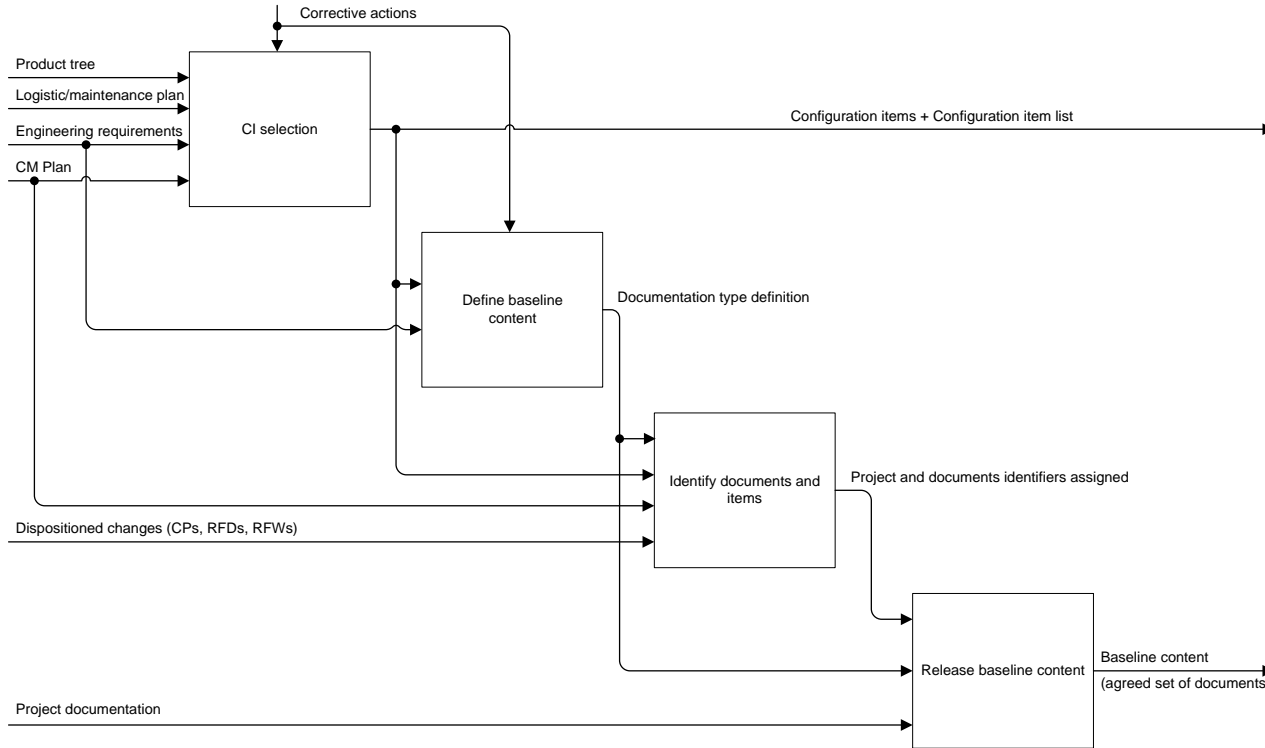 Corrective actions
Product tree
Logistic/maintenance plan
Engineering requirements
CM Plan
CI selection
Configuration items + Configuration item list
Define baseline
content
Documentation type definition
Identify documents and
items
Project and documents identifiers assigned
Dispositioned changes (CPs, RFDs, RFWs)
Release baseline content
Baseline content
(agreed set of documents
Project documentation